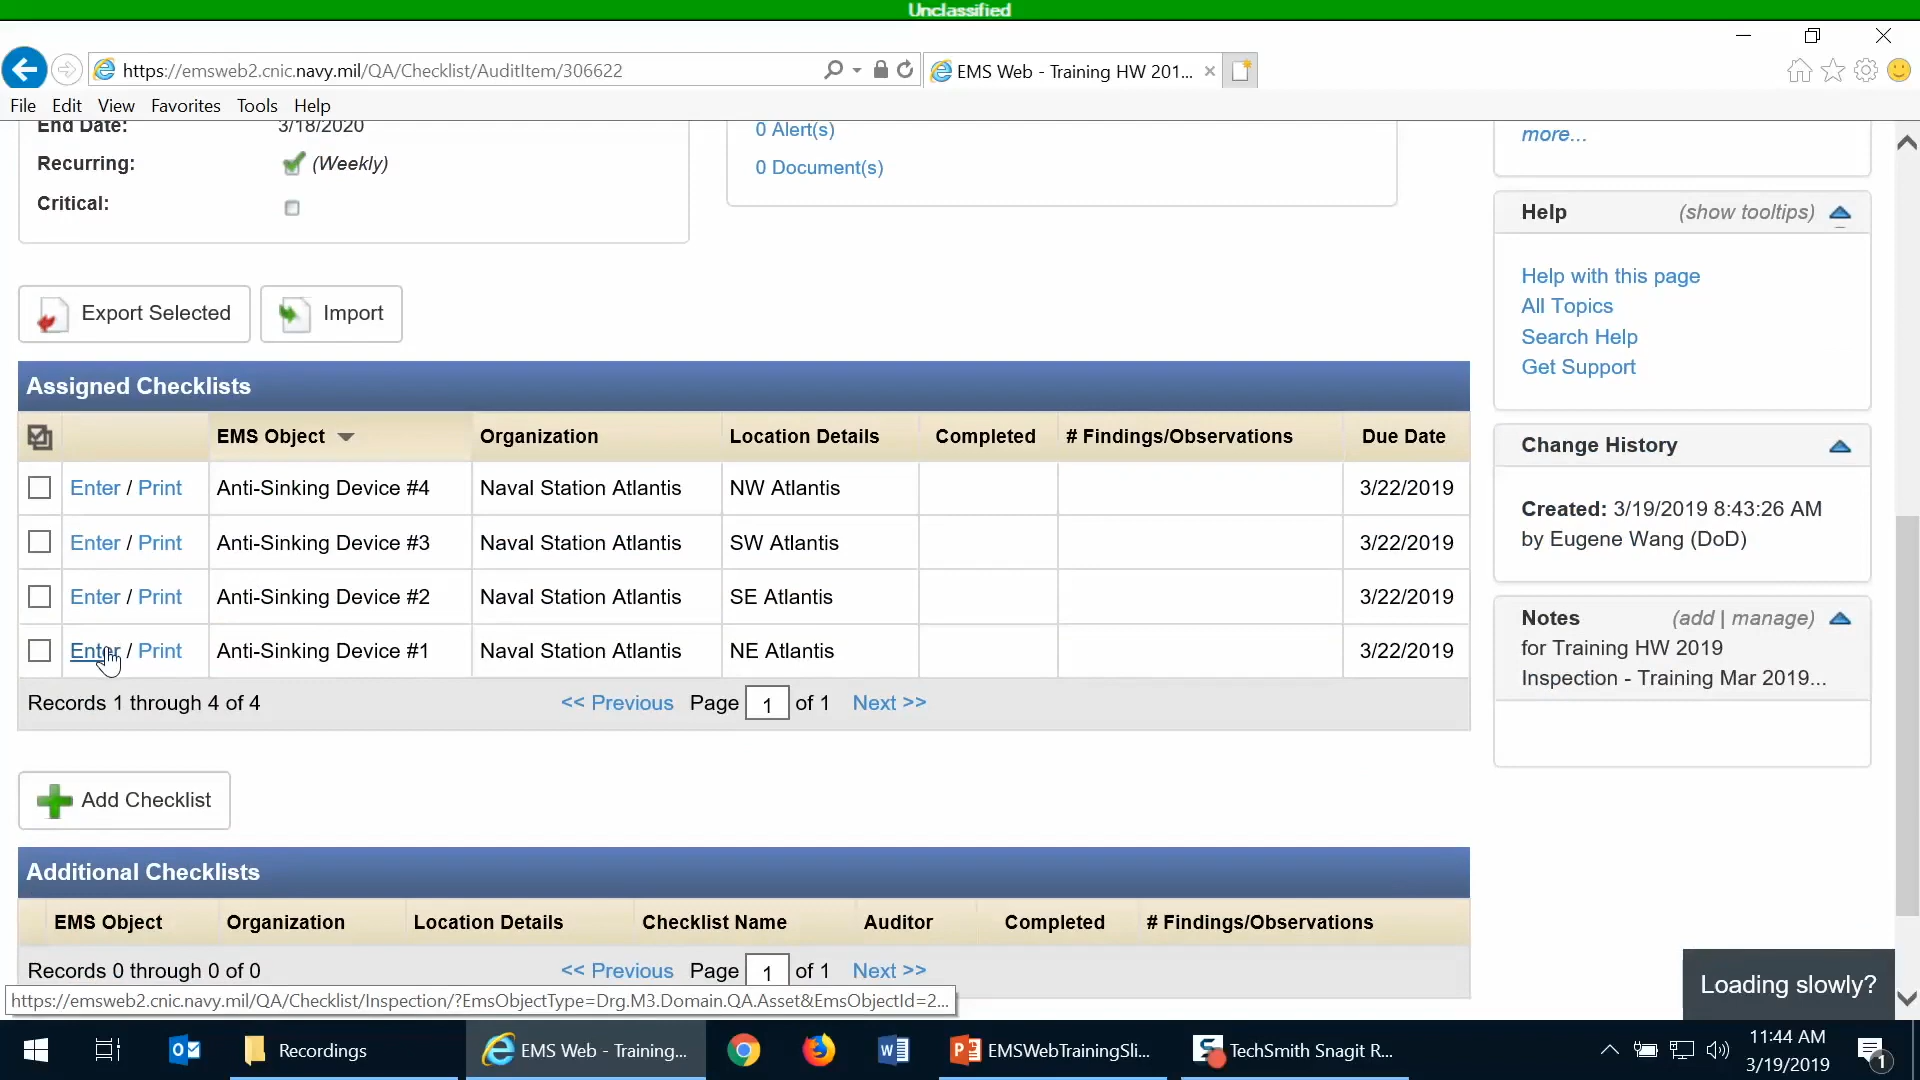 Unclassified
https://emsweb2.cnic.navy.mil/QA/Checklist/AuditItem/306622
EMS Web - Training HW 201...
File Edit View Favorites Tools Help
End Date: 3/18/2020
Recurring: (Weekly)
Critical:
0 Alert(s)
0 Document(s)
more...
Help (show tooltips)
Help with this page
All Topics
Search Help
Get Support
Export Selected Import
Assigned Checklists
EMS Object Organization Location Details Completed # Findings/Observations Due Date
Enter / Print Anti-Sinking Device #4 Naval Station Atlantis NW Atlantis 3/22/2019
Enter / Print Anti-Sinking Device #3 Naval Station Atlantis SW Atlantis 3/22/2019
Enter / Print Anti-Sinking Device #2 Naval Station Atlantis SE Atlantis 3/22/2019
Enter / Print Anti-Sinking Device #1 Naval Station Atlantis NE Atlantis 3/22/2019
Records 1 through 4 of 4 << Previous Page 1 of 1 Next >>
Change History
Created: 3/19/2019 8:43:26 AM
by Eugene Wang (DoD)
Notes (add | manage)
for Training HW 2019
Inspection - Training Mar 2019...
Add Checklist
Additional Checklists
EMS Object Organization Location Details Checklist Name Auditor Completed # Findings/Observations
Records 0 through 0 of 0 << Previous Page 1 of 1 Next >>
https://emsweb2.cnic.navy.mil/QA/Checklist/Inspection/?EmsObjectType=Drg.M3.Domain.QA.Asset&EmsObjectId=2...
Loading slowly?
Recordings
EMS Web - Training...
EMSWebTrainingSli...
TechSmith Snagit R...
11:44 AM
3/19/2019
1